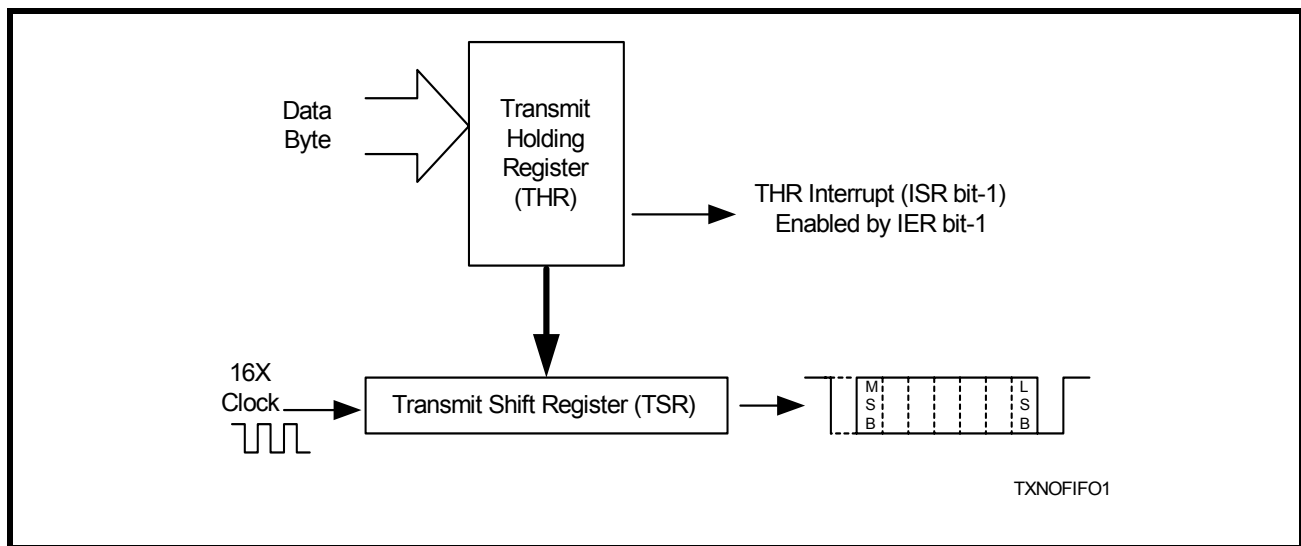 Data
Byte
Transmit
Holding
Register
(THR)
THR Interrupt (ISR bit-1)
Enabled by IER bit-1
16X
Clock
Transmit Shift Register (TSR)
M
S
B
L
S
B
TXNOFIFO1